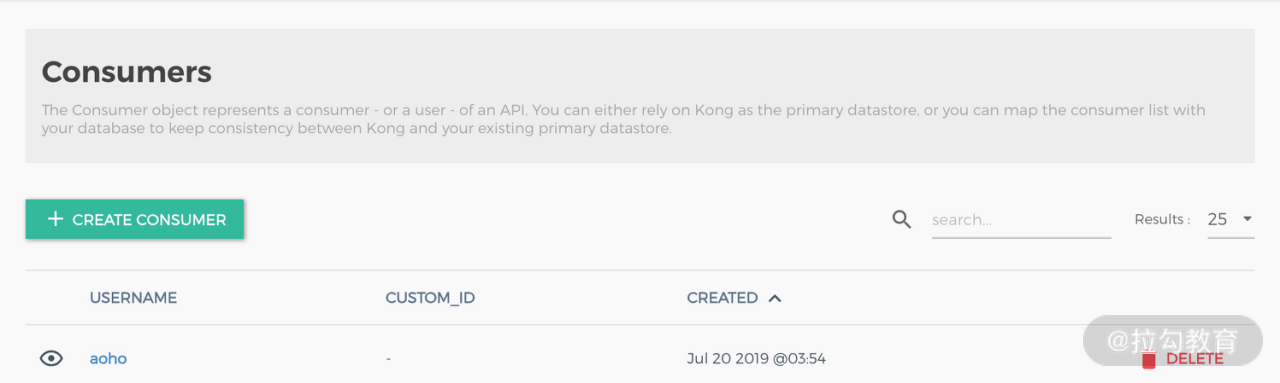 Consumers
The Consumer object represents a consumer - or a user - of an API. You can either rely on Kong as the primary datastore, or you can map the consumer list with
your database to keep consistency between Kong and your existing primary datastore.
+ CREATE CONSUMER
search...
Results :
25
USERNAME CUSTOM_ID CREATED
aoho - Jul 20 2019 @03:54 DELETE
@拉勾教育